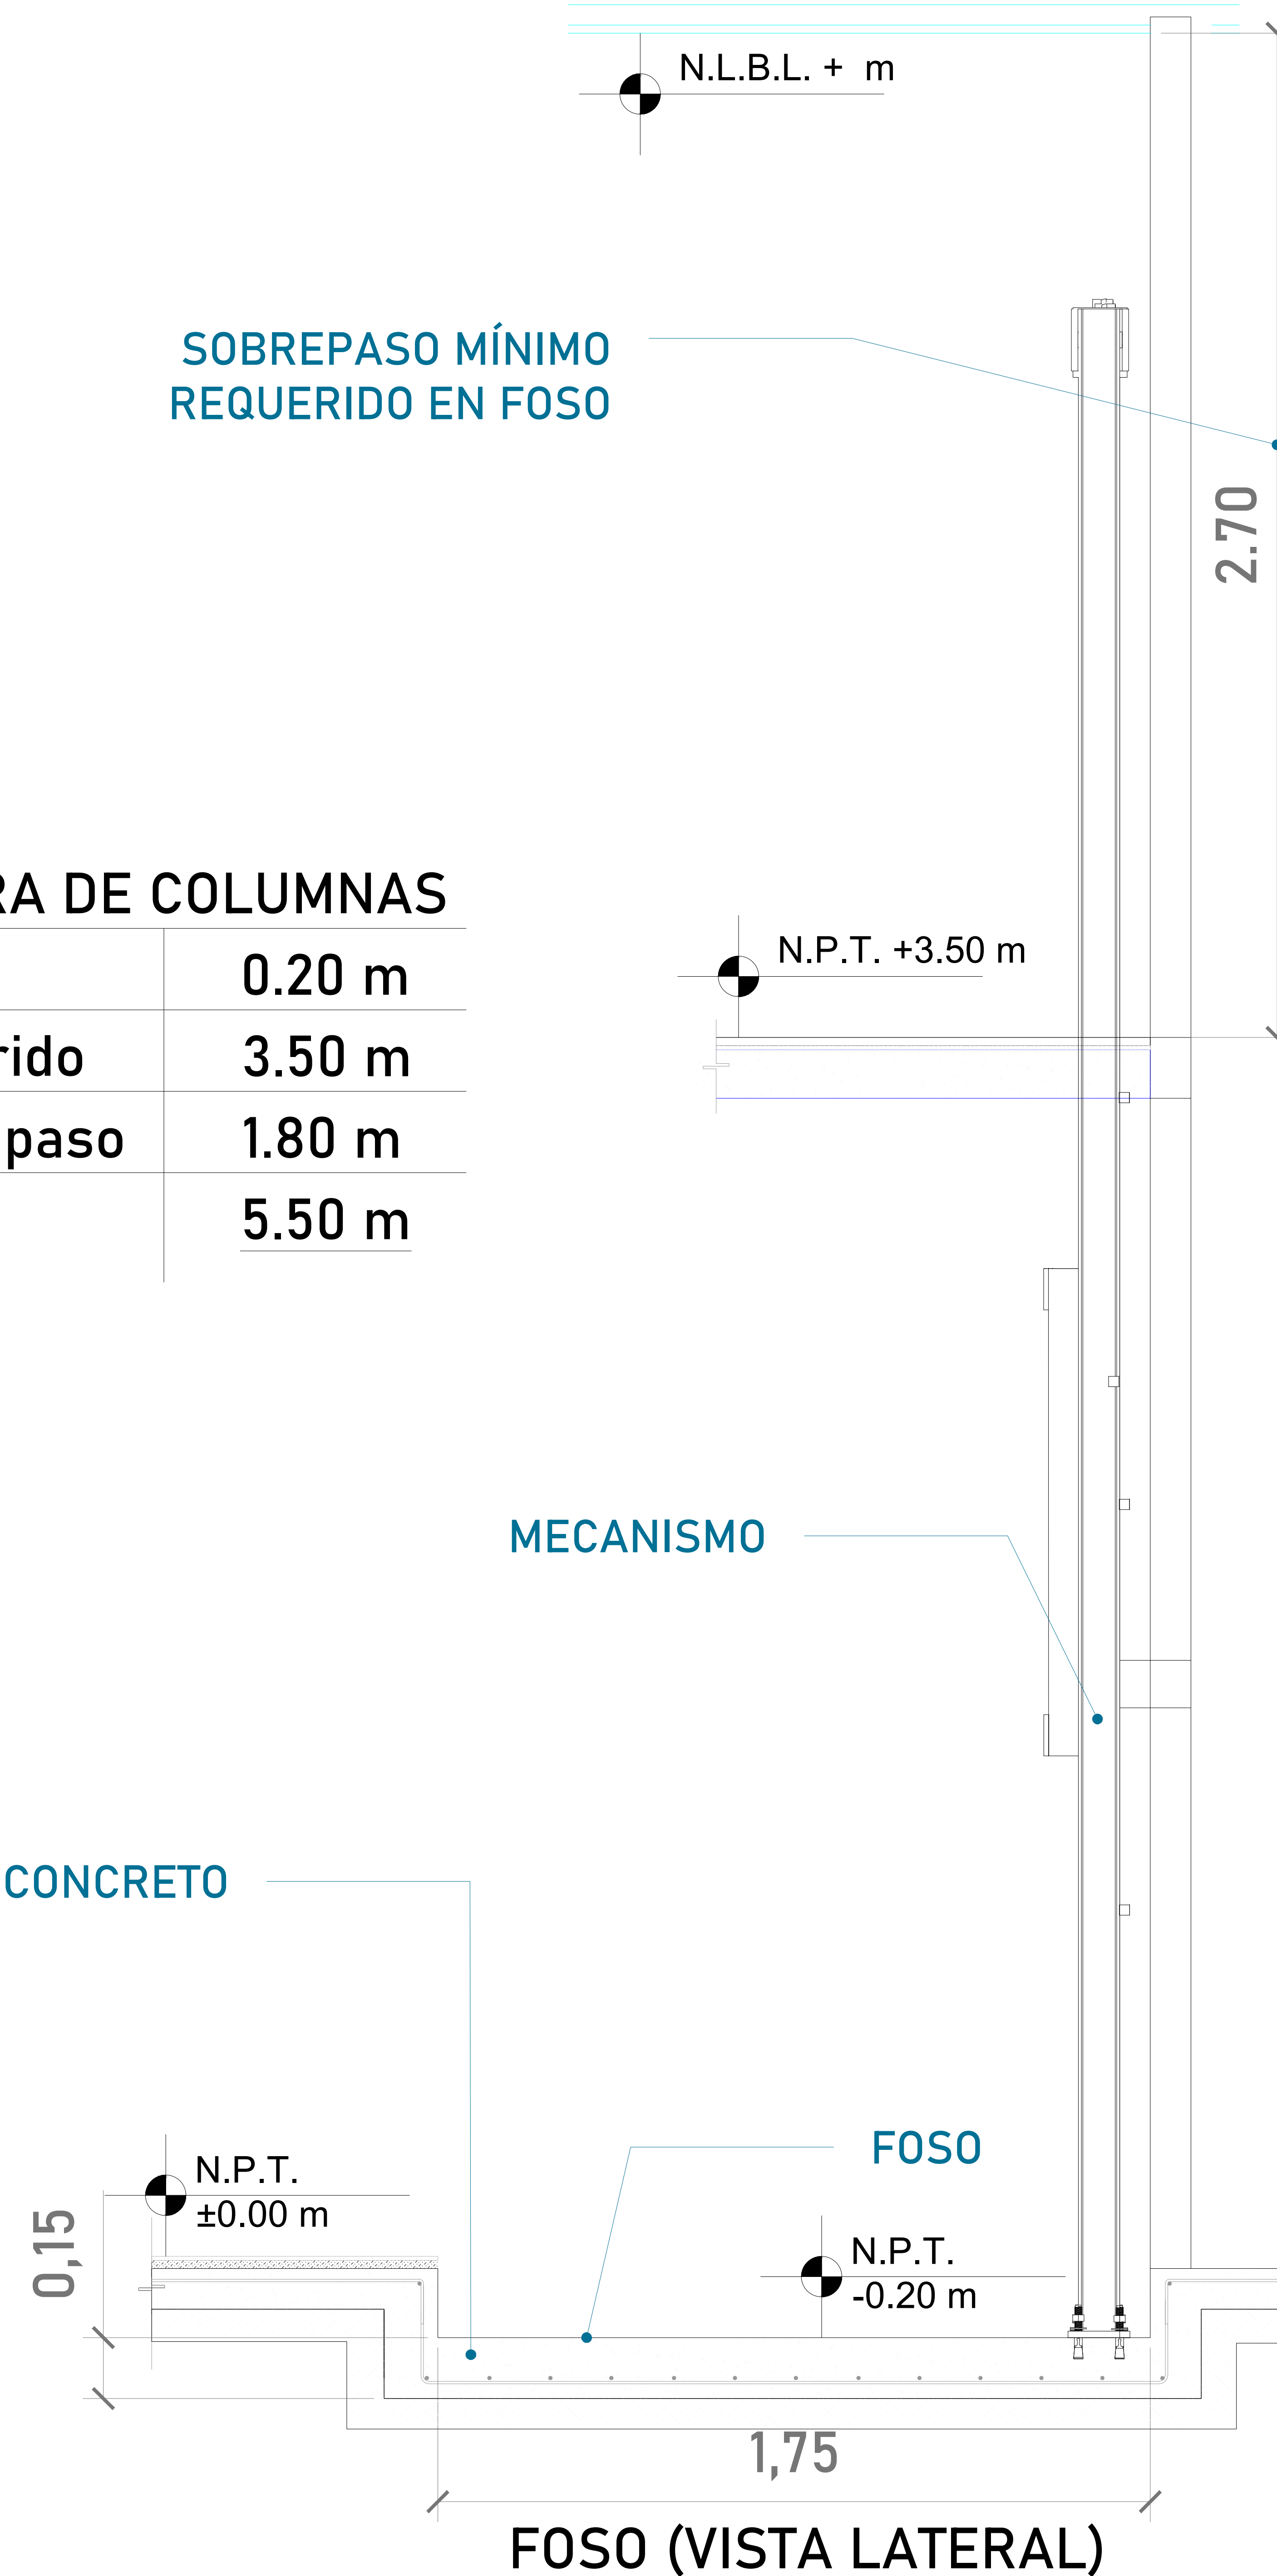 N.L.B.L. +  m
SOBREPASO MÍNIMO
REQUERIDO EN FOSO
2.70
RA DE COLUMNAS
0.20 m
N.P.T. +3.50 m
rido 3.50 m
paso 1.80 m
5.50 m
MECANISMO
CONCRETO
FOSO
N.P.T.
±0.00 m
0,15
N.P.T.
-0.20 m
1,75
FOSO (VISTA LATERAL)